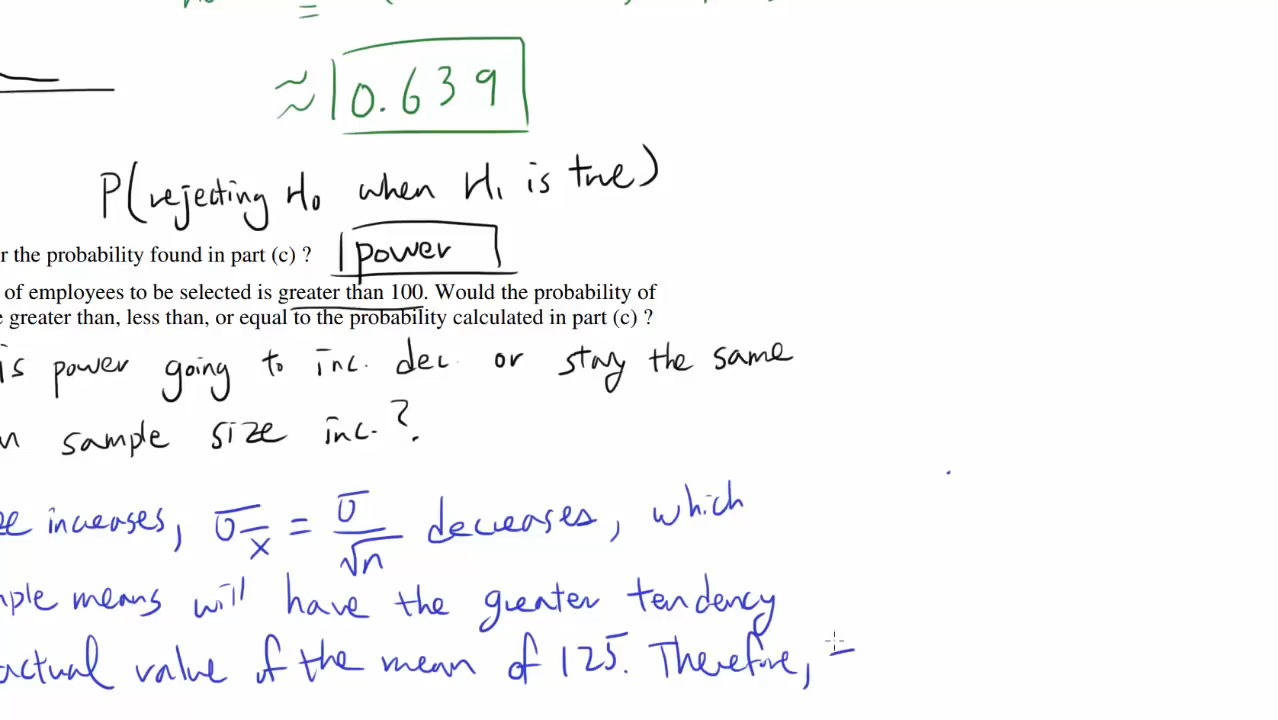 =
≈ 0.639
P(rejecting H₀ when H₁ is true)
r the probability found in part (c) ? power
of employees to be selected is greater than 100. Would the probability of
e greater than, less than, or equal to the probability calculated in part (c) ?
is power going to inc. dec. or stay the same
n sample size inc.?
ze increases, σx̅ = σ/√n decreases, which
mple means will have the greater tendency
actual value of the mean of 125. Therefore,